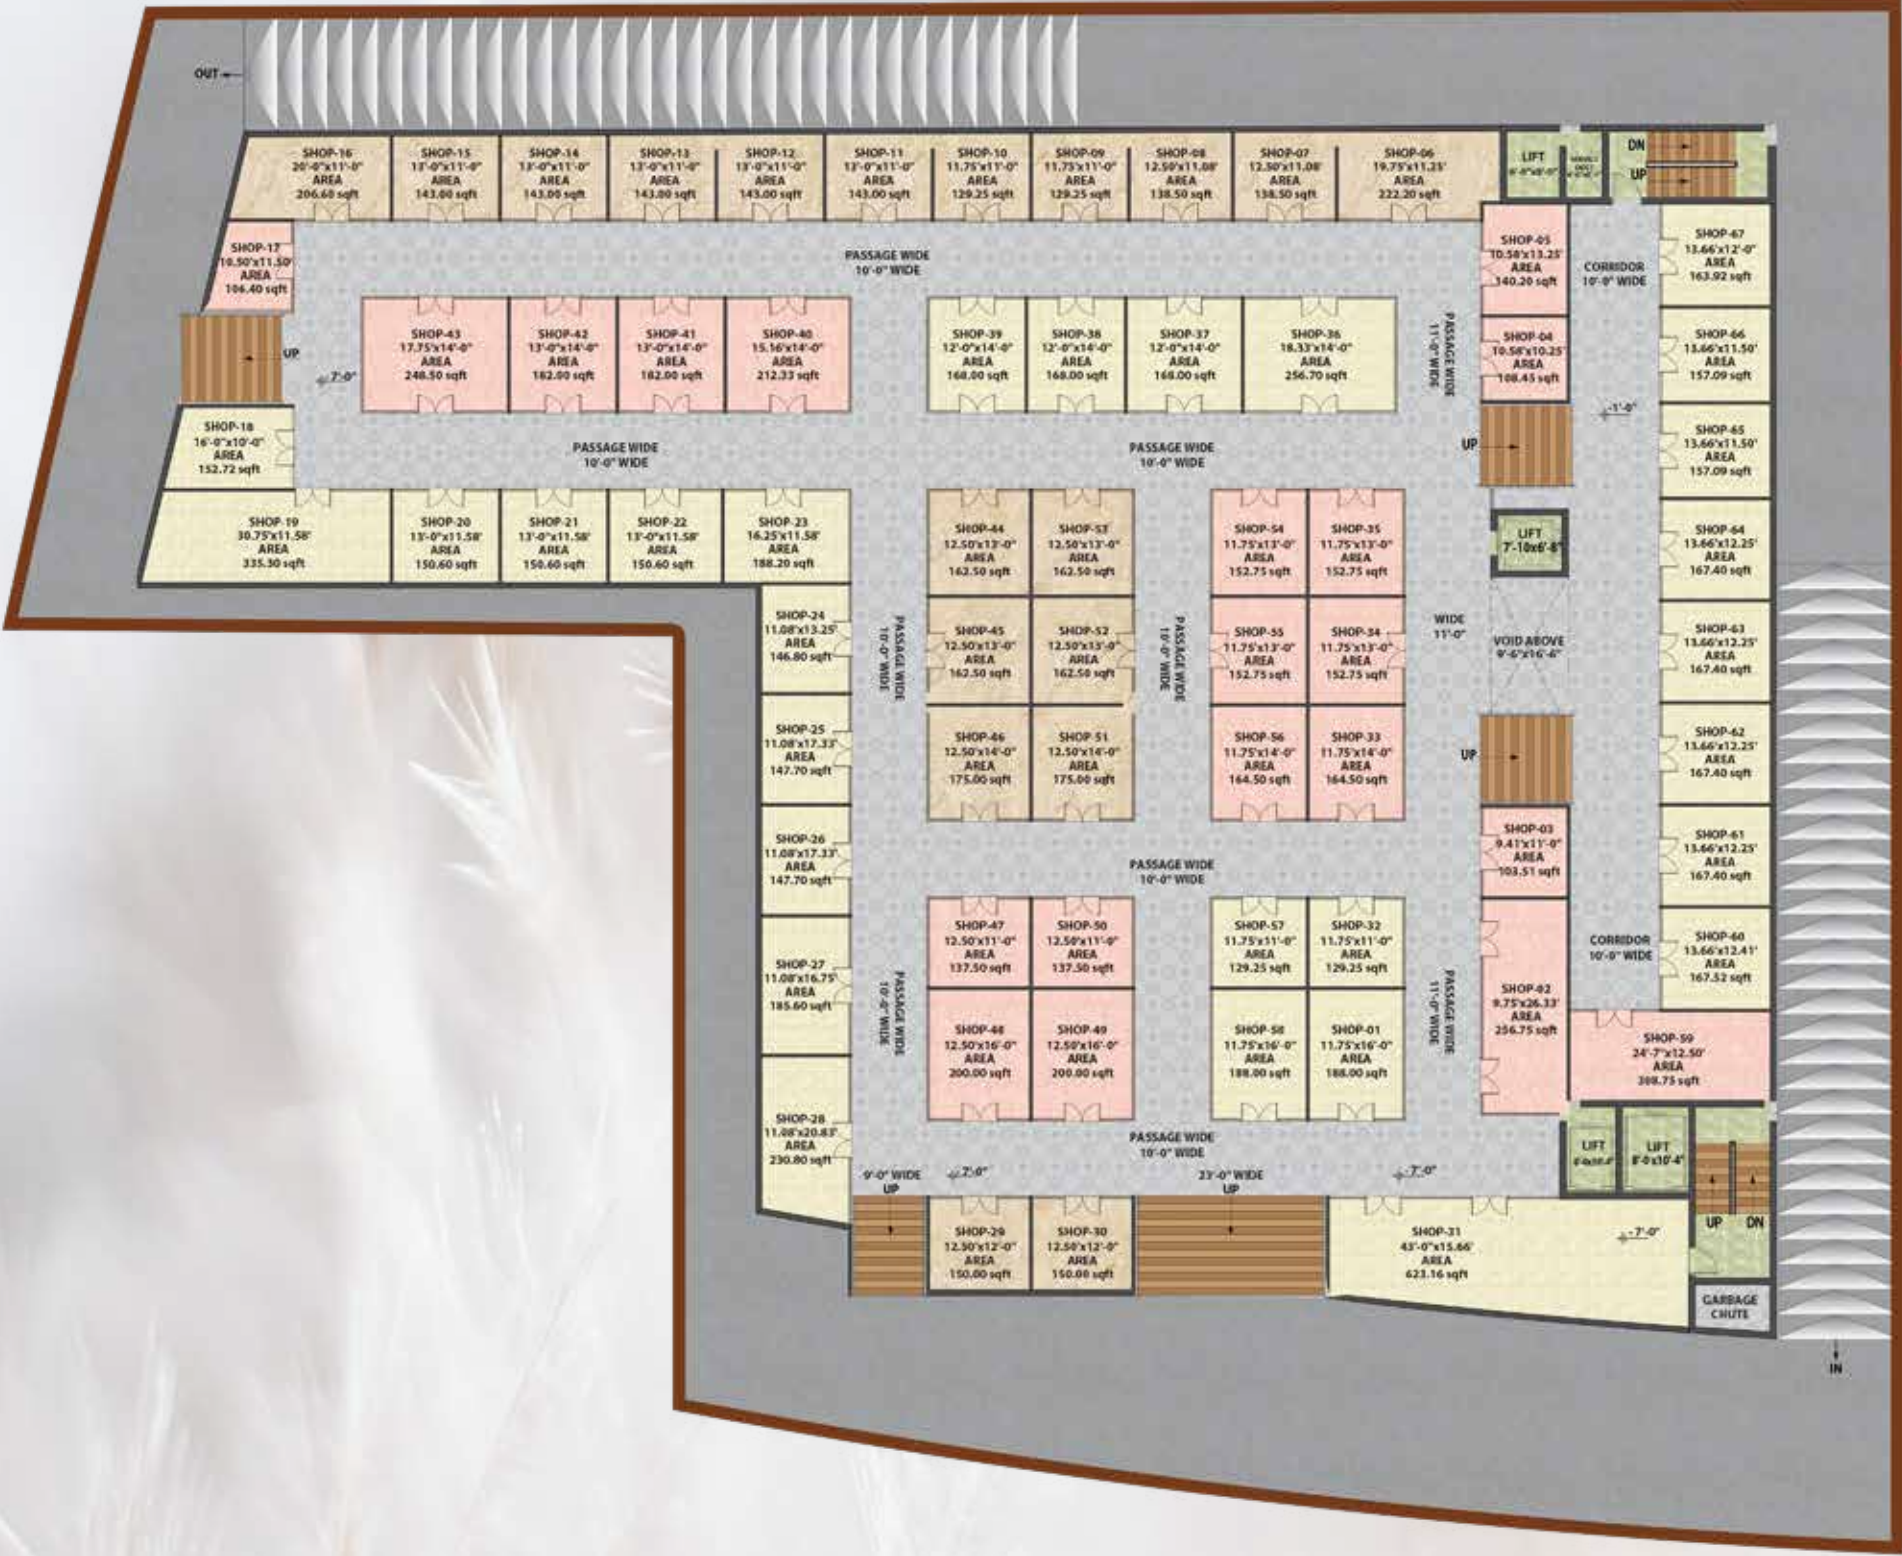 OUT
SHOP-16
20'-0"x11'-0"
AREA
206.60 sqft
SHOP-15
13'-0"x11'-0"
AREA
143.00 sqft
SHOP-14
13'-0"x11'-0"
AREA
143.00 sqft
SHOP-13
13'-0"x11'-0"
AREA
143.00 sqft
SHOP-12
13'-0"x11'-0"
AREA
143.00 sqft
SHOP-11
13'-0"x11'-0"
AREA
143.00 sqft
SHOP-10
11.75'x11'-0"
AREA
129.25 sqft
SHOP-09
11.75'x11'-0"
AREA
129.25 sqft
SHOP-08
12.50'x11.08'
AREA
138.50 sqft
SHOP-07
12.50'x11.08'
AREA
138.50 sqft
SHOP-06
19.75'x11.25'
AREA
222.20 sqft
LIFT
DN
UP
SHOP-17
10.50'x11.50'
AREA
106.40 sqft
PASSAGE WIDE
10'-0" WIDE
SHOP-05
10.58'x13.25'
AREA
140.20 sqft
CORRIDOR
10'-0" WIDE
SHOP-67
13.66'x12'-0"
AREA
163.92 sqft
UP
7'-0"
SHOP-43
17.75'x14'-0"
AREA
248.50 sqft
SHOP-42
13'-0"x14'-0"
AREA
182.00 sqft
SHOP-41
13'-0"x14'-0"
AREA
182.00 sqft
SHOP-40
15.16'x14'-0"
AREA
212.33 sqft
SHOP-39
12'-0"x14'-0"
AREA
168.00 sqft
SHOP-38
12'-0"x14'-0"
AREA
168.00 sqft
SHOP-37
12'-0"x14'-0"
AREA
168.00 sqft
SHOP-36
18.33'x14'-0"
AREA
256.70 sqft
PASSAGE WIDE
11'-0" WIDE
SHOP-04
10.58'x10.25'
AREA
108.45 sqft
SHOP-66
13.66'x11.50'
AREA
157.09 sqft
-1'-0"
SHOP-18
16'-0"x10'-0"
AREA
152.72 sqft
PASSAGE WIDE
10'-0" WIDE
PASSAGE WIDE
10'-0" WIDE
UP
SHOP-65
13.66'x11.50'
AREA
157.09 sqft
SHOP-19
30.75'x11.58'
AREA
335.30 sqft
SHOP-20
13'-0"x11.58'
AREA
150.60 sqft
SHOP-21
13'-0"x11.58'
AREA
150.60 sqft
SHOP-22
13'-0"x11.58'
AREA
150.60 sqft
SHOP-23
16.25'x11.58'
AREA
188.20 sqft
SHOP-44
12.50'x13'-0"
AREA
162.50 sqft
SHOP-53
12.50'x13'-0"
AREA
162.50 sqft
SHOP-54
11.75'x13'-0"
AREA
152.75 sqft
SHOP-35
11.75'x13'-0"
AREA
152.75 sqft
LIFT
7'-10x6'-8"
SHOP-64
13.66'x12.25'
AREA
167.40 sqft
SHOP-24
11.08'x13.25'
AREA
146.80 sqft
PASSAGE WIDE
10'-0" WIDE
SHOP-45
12.50'x13'-0"
AREA
162.50 sqft
SHOP-52
12.50'x13'-0"
AREA
162.50 sqft
PASSAGE WIDE
10'-0" WIDE
SHOP-55
11.75'x13'-0"
AREA
152.75 sqft
SHOP-34
11.75'x13'-0"
AREA
152.75 sqft
WIDE
11'-0"
VOID ABOVE
9'-6"x16'-6"
SHOP-63
13.66'x12.25'
AREA
167.40 sqft
SHOP-25
11.08'x17.33'
AREA
147.70 sqft
SHOP-46
12.50'x14'-0"
AREA
175.00 sqft
SHOP-51
12.50'x14'-0"
AREA
175.00 sqft
SHOP-56
11.75'x14'-0"
AREA
164.50 sqft
SHOP-33
11.75'x14'-0"
AREA
164.50 sqft
UP
SHOP-62
13.66'x12.25'
AREA
167.40 sqft
SHOP-26
11.08'x17.33'
AREA
147.70 sqft
PASSAGE WIDE
10'-0" WIDE
SHOP-03
9.41'x11'-0"
AREA
103.51 sqft
SHOP-61
13.66'x12.25'
AREA
167.40 sqft
SHOP-27
11.08'x16.75'
AREA
185.60 sqft
PASSAGE WIDE
10'-0" WIDE
SHOP-47
12.50'x11'-0"
AREA
137.50 sqft
SHOP-50
12.50'x11'-0"
AREA
137.50 sqft
SHOP-57
11.75'x11'-0"
AREA
129.25 sqft
SHOP-32
11.75'x11'-0"
AREA
129.25 sqft
PASSAGE WIDE
11'-0" WIDE
SHOP-02
9.75'x26.33'
AREA
256.75 sqft
CORRIDOR
10'-0" WIDE
SHOP-60
13.66'x12.41'
AREA
167.52 sqft
SHOP-48
12.50'x16'-0"
AREA
200.00 sqft
SHOP-49
12.50'x16'-0"
AREA
200.00 sqft
SHOP-58
11.75'x16'-0"
AREA
188.00 sqft
SHOP-01
11.75'x16'-0"
AREA
188.00 sqft
SHOP-59
24'-7"x12.50'
AREA
308.75 sqft
SHOP-28
11.08'x20.83'
AREA
230.80 sqft
PASSAGE WIDE
10'-0" WIDE
LIFT
LIFT
8'-0x10'-4"
9'-0" WIDE
UP
-7'-0"
23'-0" WIDE
UP
-7'-0"
SHOP-29
12.50'x12'-0"
AREA
150.00 sqft
SHOP-30
12.50'x12'-0"
AREA
150.00 sqft
SHOP-31
43'-0"x15.66'
AREA
623.16 sqft
-7'-0"
UP
DN
GARBAGE
CHUTE
IN